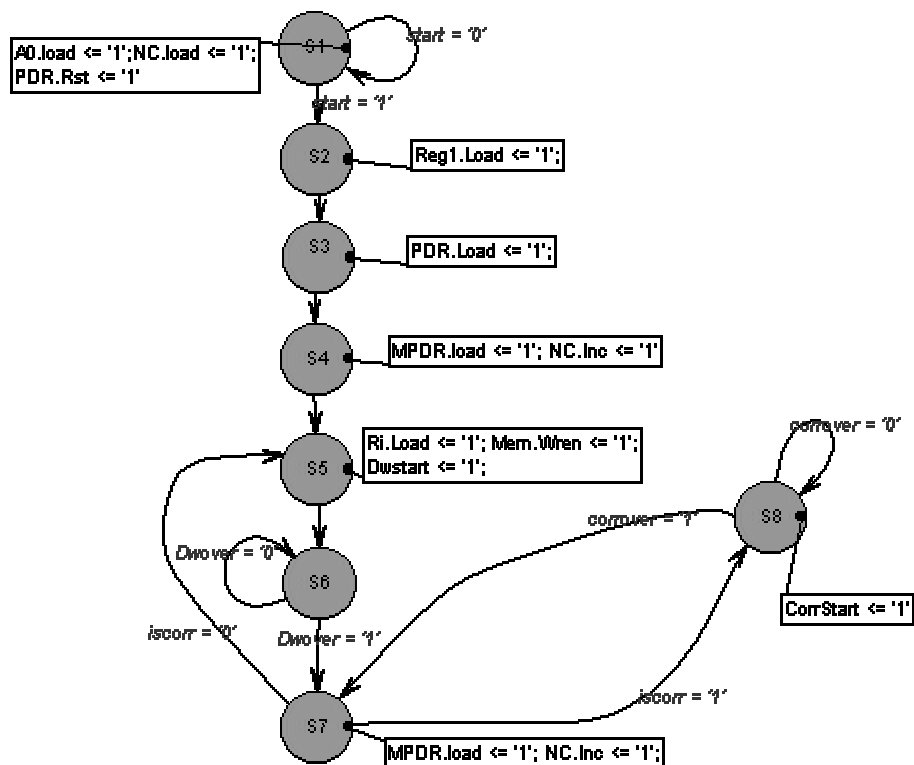 S1
start = '0'
A0.load <= '1';NC.load <= '1';
PDR.Rst <= '1'
start = '1'
S2
Reg1.Load <= '1';
S3
PDR.Load <= '1';
S4
MPDR.load <= '1'; NC.Inc <= '1'
S5
Ri.Load <= '1'; Mem.Wren <= '1';
Dwstart <= '1';
corrover = '0'
S8
corrover = '1'
Dwover = '0'
S6
CorrStart <= '1'
iscorr = '0'
Dwover = '1'
iscorr = '1'
S7
MPDR.load <= '1'; NC.Inc <= '1';